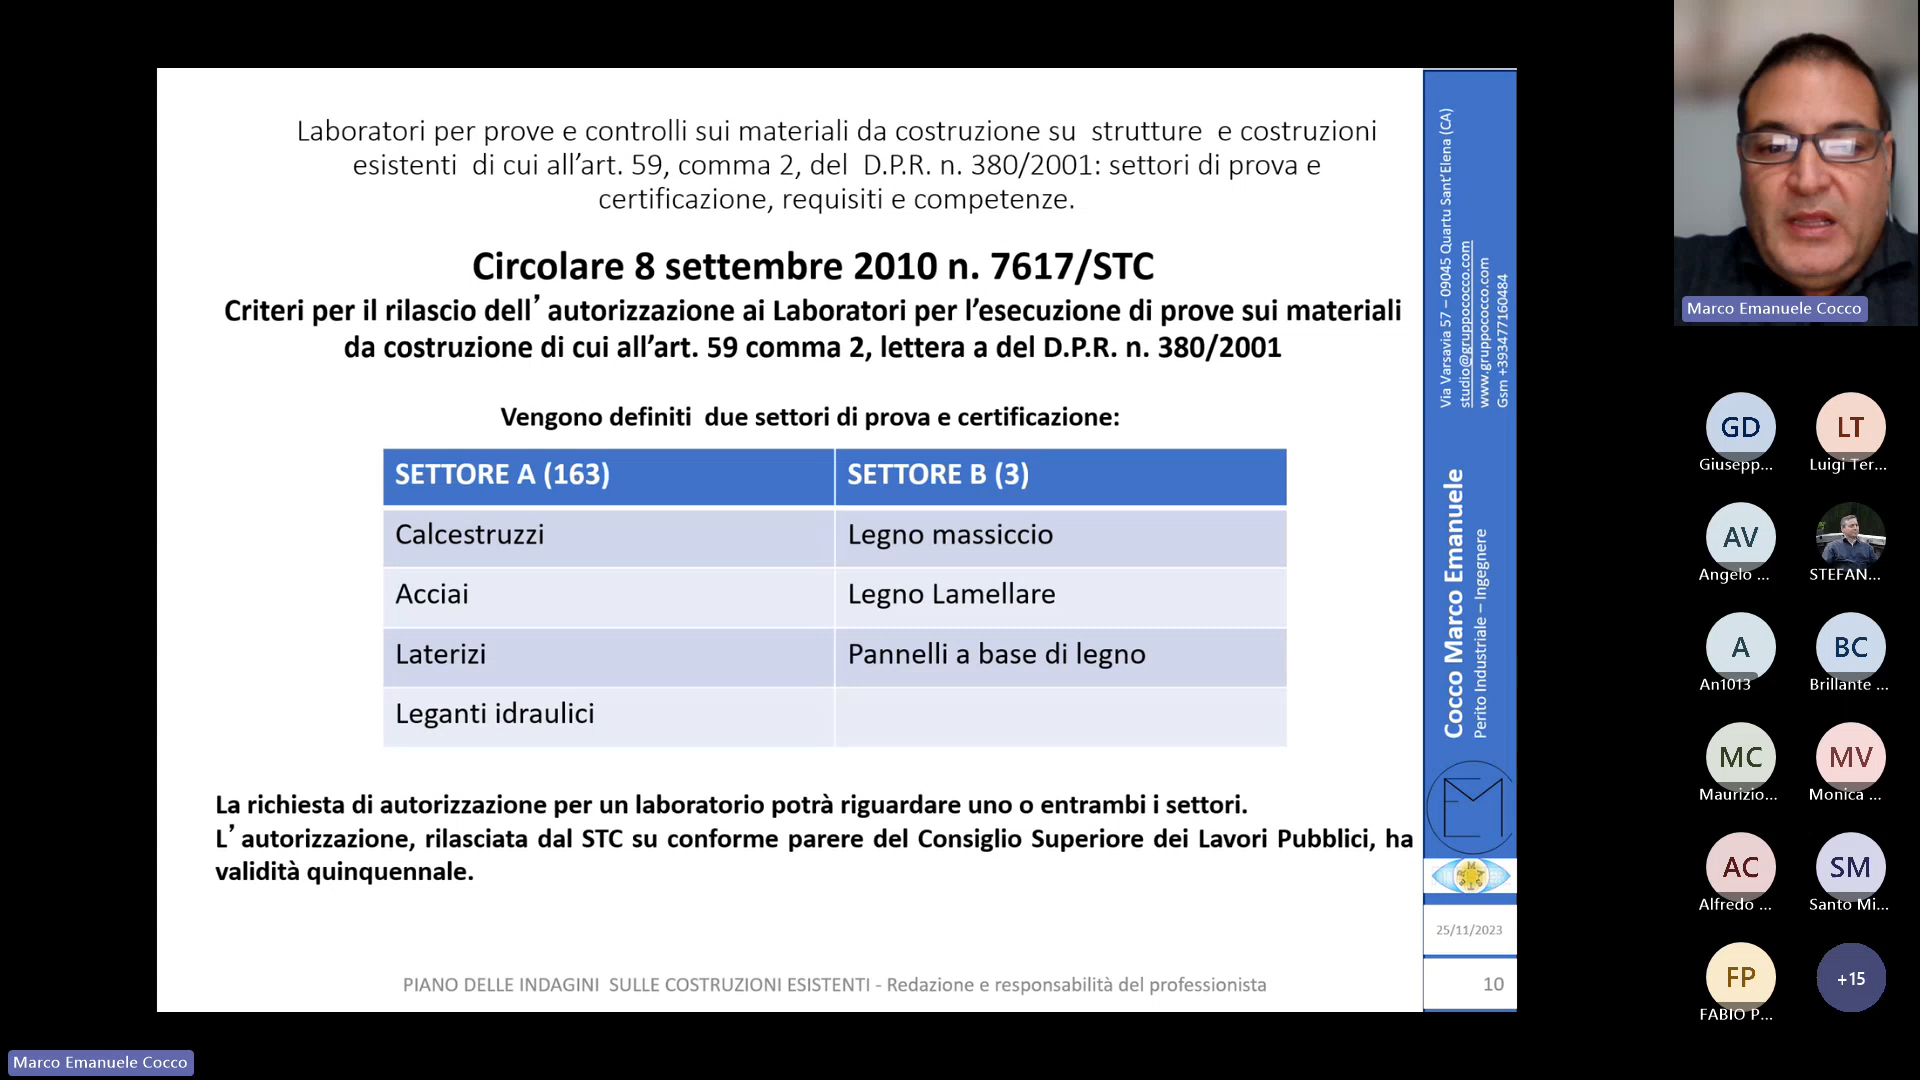 Laboratori per prove e controlli sui materiali da costruzione su strutture e costruzioni
esistenti di cui all'art. 59, comma 2, del D.P.R. n. 380/2001: settori di prova e
certificazione, requisiti e competenze.
Circolare 8 settembre 2010 n. 7617/STC
Criteri per il rilascio dell’autorizzazione ai Laboratori per l’esecuzione di prove sui materiali
da costruzione di cui all’art. 59 comma 2, lettera a del D.P.R. n. 380/2001
Vengono definiti due settori di prova e certificazione:
SETTORE A (163) SETTORE B (3)
Calcestruzzi Legno massiccio
Acciai Legno Lamellare
Laterizi Pannelli a base di legno
Leganti idraulici
La richiesta di autorizzazione per un laboratorio potrà riguardare uno o entrambi i settori.
L’autorizzazione, rilasciata dal STC su conforme parere del Consiglio Superiore dei Lavori Pubblici, ha
validità quinquennale.
PIANO DELLE INDAGINI SULLE COSTRUZIONI ESISTENTI - Redazione e responsabilità del professionista
Via Varsavia 57 – 09045 Quartu Sant’Elena (CA)
studio@gruppococco.com
www.gruppococco.com
Gsm +393477160484
Cocco Marco Emanuele
Perito Industriale – Ingegnere
25/11/2023
10
Marco Emanuele Cocco
GD
Giusepp...
LT
Luigi Ter...
AV
Angelo ...
STEFAN...
A
An1013
BC
Brillante ...
MC
Maurizio...
MV
Monica ...
AC
Alfredo ...
SM
Santo Mi...
FP
FABIO P...
+15
Marco Emanuele Cocco